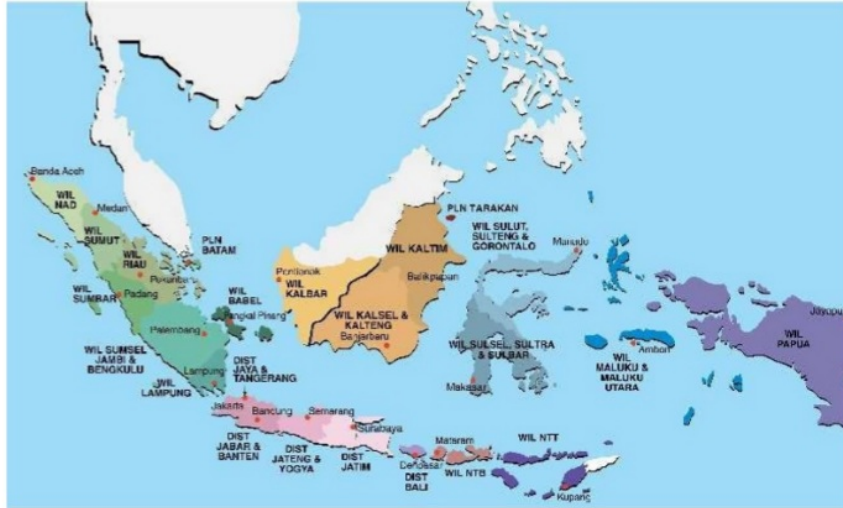 Banda Aceh
WIL
NAD
Medan
WIL
SUMUT
PLN
BATAM
WIL
RIAU
Pekanbaru
WIL
SUMBAR
Padang
WIL
BABEL
Pangkal Pinang
Palembang
WIL SUMSEL
JAMBI &
BENGKULU
Lampung
WIL
LAMPUNG
DIST
JAYA &
TANGERANG
Jakarta
Bandung
Semarang
Surabaya
DIST
JABAR &
BANTEN
DIST
JATENG &
YOGYA
DIST
JATIM
Pontianak
WIL
KALBAR
WIL KALTIM
Balikpapan
WIL KALSEL &
KALTENG
Banjarbaru
PLN TARAKAN
WIL SULUT,
SULTENG &
GORONTALO
Manado
WIL SULSEL, SULTRA
& SULBAR
Makasar
Denpasar
DIST
BALI
Mataram
WIL NTB
WIL NTT
Kupang
Ambon
WIL
MALUKU &
MALUKU
UTARA
WIL
PAPUA
Jayapu